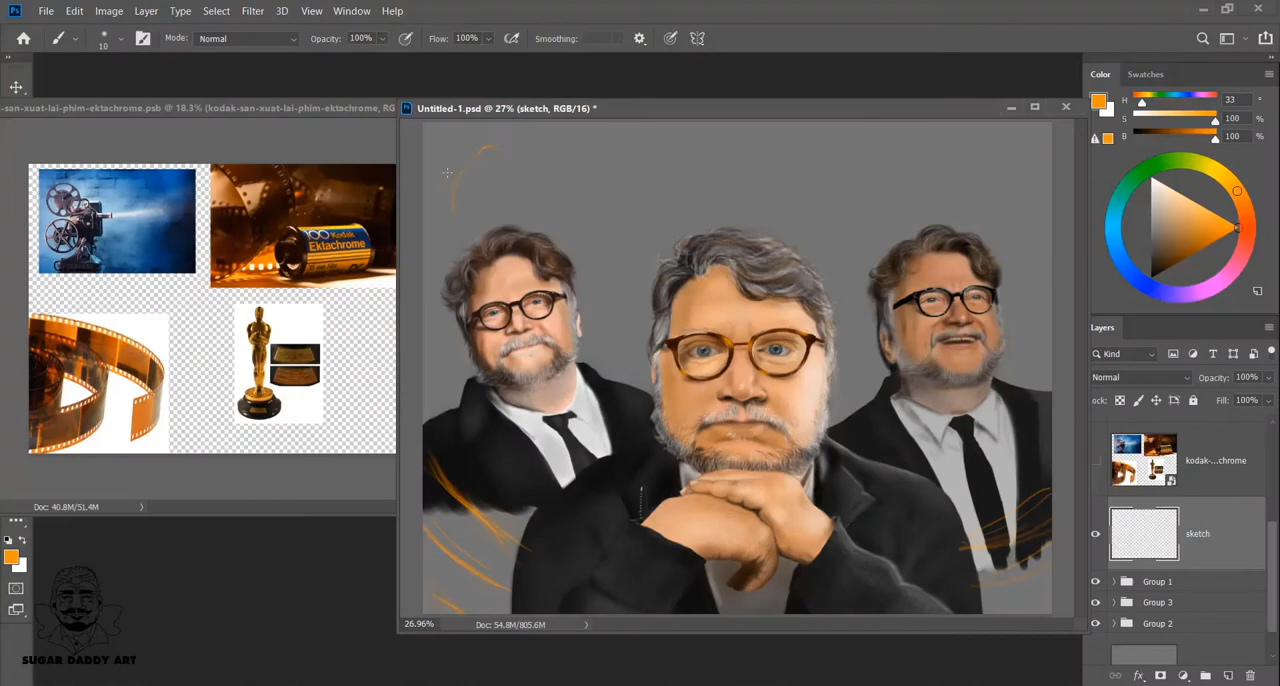 Ps File Edit Image Layer Type Select Filter 3D View Window Help
10 Mode: Normal Opacity: 100% Flow: 100% Smoothing:
-san-xuat-lai-phim-ektachrome.psb @ 18.3% (kodak-san-xuat-lai-phim-ektachrome, RG
Untitled-1.psd @ 27% (sketch, RGB/16) *
Color Swatches
H 33 °
S 100 %
B 100 %
100 Kodak
Ektachrome
Layers
Kind
Normal Opacity: 100%
Lock: Fill: 100%
kodak-...chrome
sketch
Group 1
Group 3
Group 2
Doc: 40.8M/51.4M
26.96% Doc: 54.8M/805.6M
SUGAR DADDY ART